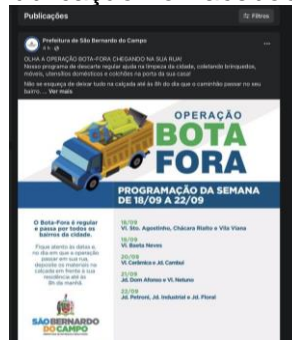 Publicações
Filtros
Prefeitura de São Bernardo do Campo
OLHA A OPERAÇÃO BOTA-FORA CHEGANDO NA SUA RUA!
Nosso programa de descarte regular ajuda na limpeza da cidade, coletando brinquedos,
móveis, utensílios domésticos e colchões na porta da sua casa!
Não se esqueça de deixar tudo na calçada até às 9h do dia que o caminhão passar no seu
bairro. ... Ver mais
OPERAÇÃO
BOTA
FORA
PROGRAMAÇÃO DA SEMANA
DE 18/09 A 22/09
O Bota-Fora é regular
e passa por todos os
bairros da cidade.
Fique atento às datas e,
no dia em que a operação
passar em sua rua,
deposite os materiais na
calçada em frente à sua
residência até às
9h da manhã.
18/09
Vl. Sto. Agostinho, Chácara Rialto e Vila Viana
19/09
Vl. Baeta Neves
20/09
Vl. Cerâmica e Jd. Cambuí
21/09
Jd. Dom Afonso e Vl. Netuno
22/09
Jd. Petroni, Jd. Industrial e Jd. Floral
SÃO BERNARDO
DO CAMPO